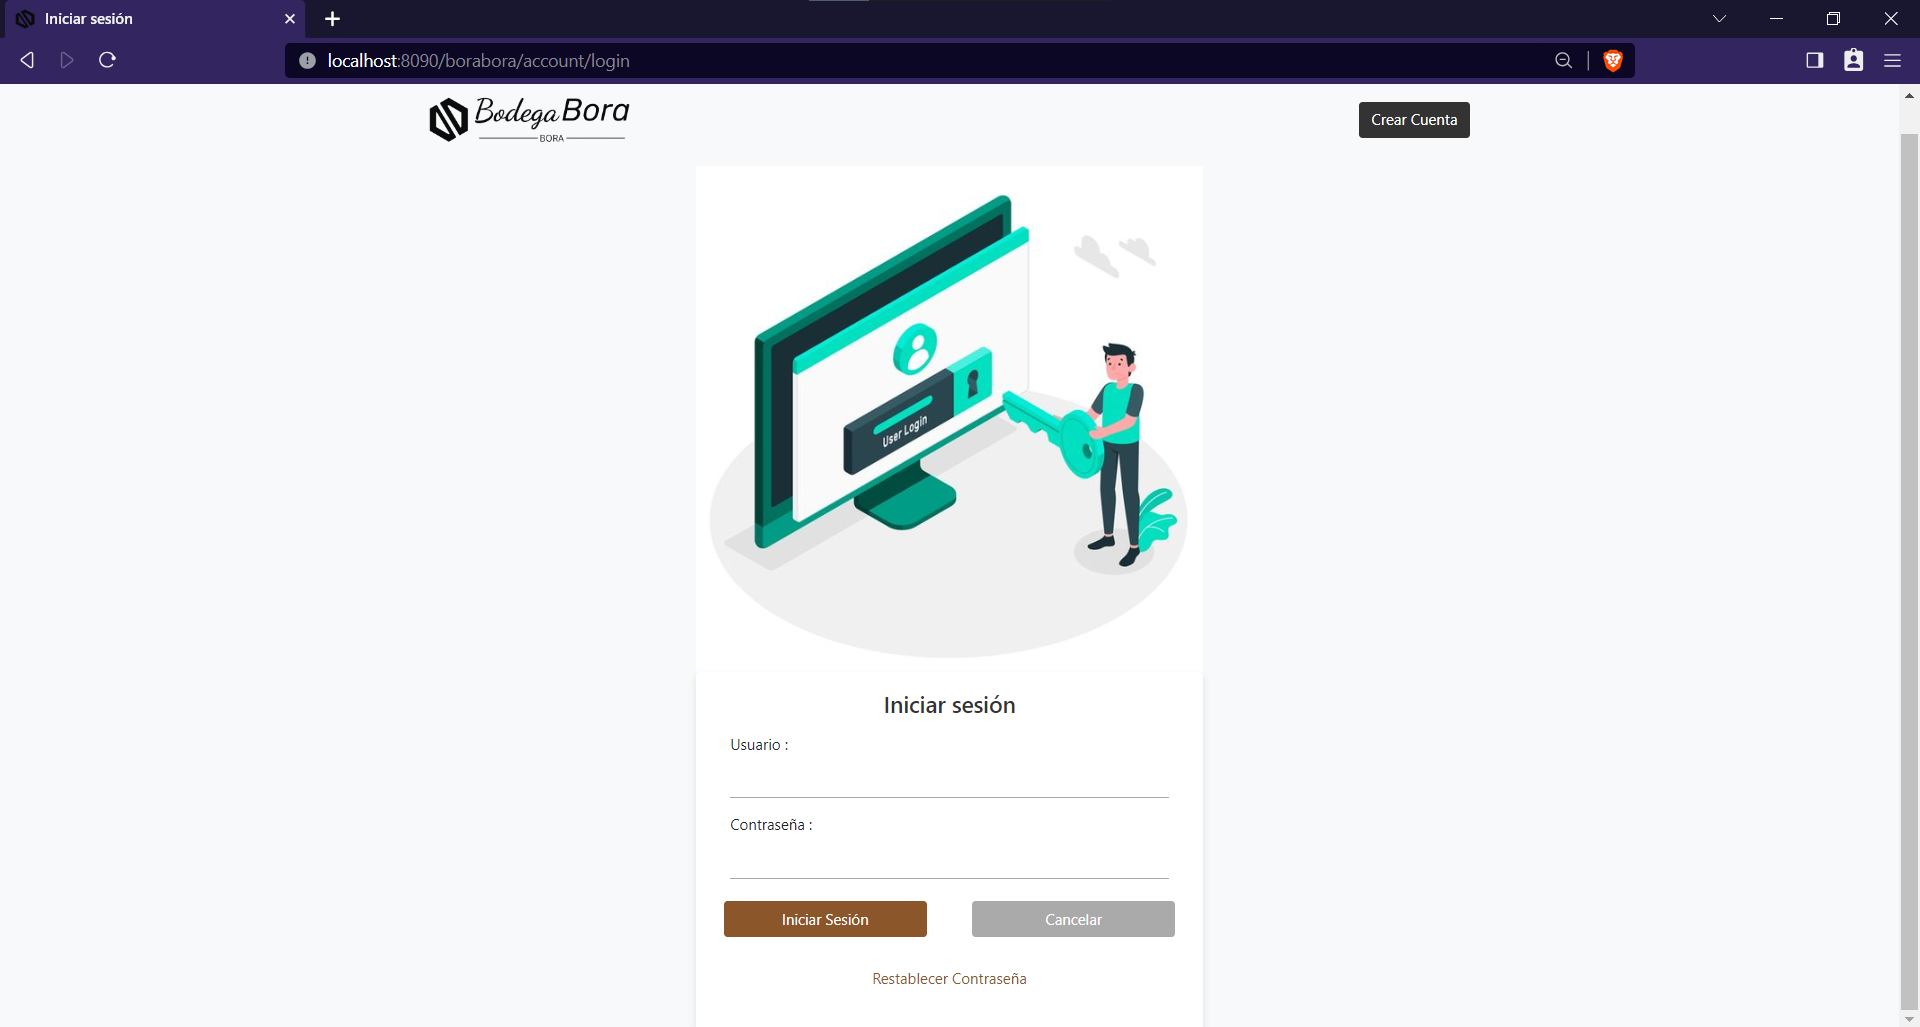 Iniciar sesión
localhost:8090/borabora/account/login
Bodega Bora
BORA
Crear Cuenta
User Login
Iniciar sesión
Usuario :
Contraseña :
Iniciar Sesión
Cancelar
Restablecer Contraseña